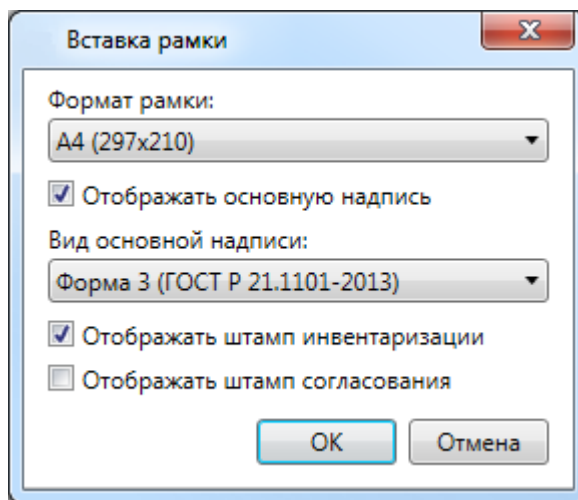 Вставка рамки
Формат рамки:
А4 (297x210)
Отображать основную надпись
Вид основной надписи:
Форма 3 (ГОСТ Р 21.1101-2013)
Отображать штамп инвентаризации
Отображать штамп согласования
ОК
Отмена